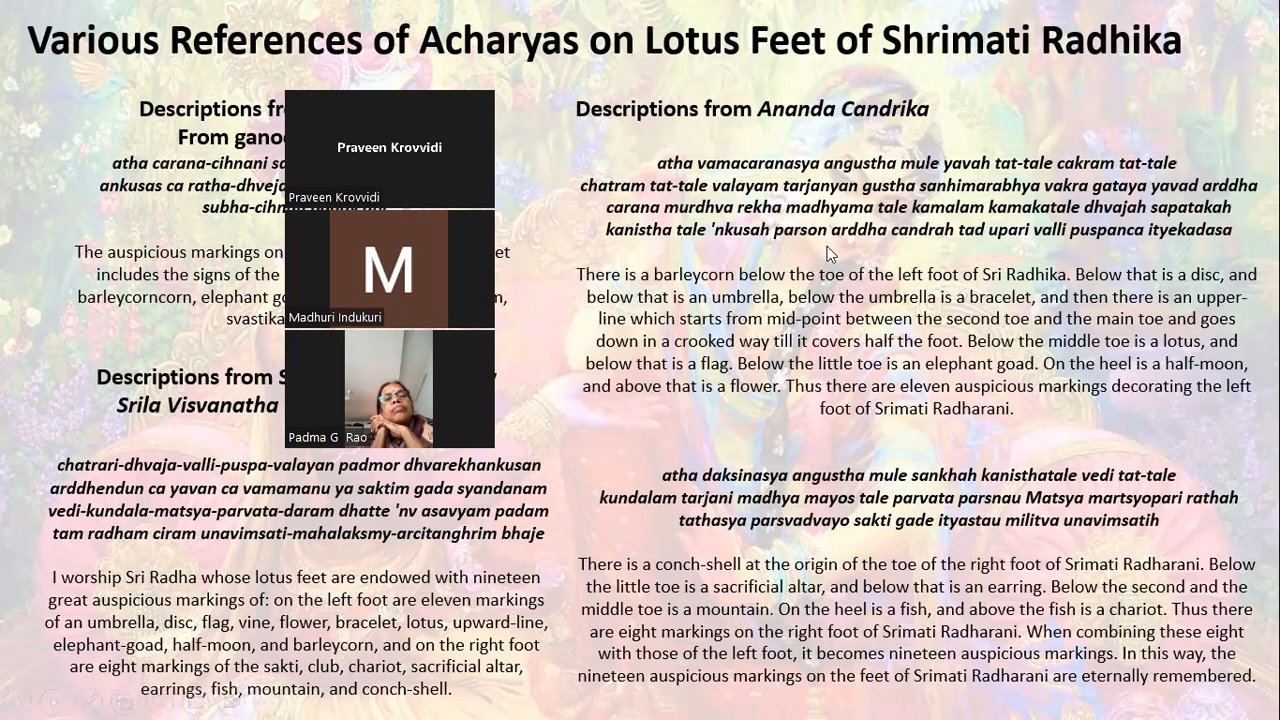 Various References of Acharyas on Lotus Feet of Shrimati Radhika
Descriptions
From
atha carana-cihnani
ankusas ca
subha-
The auspicious markings on
includes the signs of the
barleycorncorn, elephant
svastika
Descriptions from
Srila Visvanatha
chatrari-dhvaja-valli-puspa-valayan padmor dhvarekhankusan
arddhendun ca yavan ca vamamanu ya saktim gada syandanam
vedi-kundala-matsya-parvata-daram dhatte 'nv asavyam padam
tam radham ciram unavimsati-mahalaksmy-arcitanghrim bhaje
I worship Sri Radha whose lotus feet are endowed with nineteen
great auspicious markings of: on the left foot are eleven markings
of an umbrella, disc, flag, vine, flower, bracelet, lotus, upward-line,
elephant-goad, half-moon, and barleycorn, and on the right foot
are eight markings of the sakti, club, chariot, sacrificial altar,
earrings, fish, mountain, and conch-shell.
Praveen Krovvidi
Praveen Krovvidi
M
Madhuri Indukuri
Padma G Rao
Descriptions from Ananda Candrika
atha vamacaranasya angustha mule yavah tat-tale cakram tat-tale
chatram tat-tale valayam tarjanyan gustha sanhimarabhya vakra gataya yavad arddha
carana murdhva rekha madhyama tale kamalam kamakatale dhvajah sapatakah
kanistha tale 'nkusah parson arddha candrah tad upari valli puspanca ityekadasa
There is a barleycorn below the toe of the left foot of Sri Radhika. Below that is a disc, and
below that is an umbrella, below the umbrella is a bracelet, and then there is an upper-
line which starts from mid-point between the second toe and the main toe and goes
down in a crooked way till it covers half the foot. Below the middle toe is a lotus, and
below that is a flag. Below the little toe is an elephant goad. On the heel is a half-moon,
and above that is a flower. Thus there are eleven auspicious markings decorating the left
foot of Srimati Radharani.
atha daksinasya angustha mule sankhah kanisthatale vedi tat-tale
kundalam tarjani madhya mayos tale parvata parsnau Matsya martsyopari rathah
tathasya parsvadvayo sakti gade ityastau militva unavimsatih
There is a conch-shell at the origin of the toe of the right foot of Srimati Radharani. Below
the little toe is a sacrificial altar, and below that is an earring. Below the second and the
middle toe is a mountain. On the heel is a fish, and above the fish is a chariot. Thus there
are eight markings on the right foot of Srimati Radharani. When combining these eight
with those of the left foot, it becomes nineteen auspicious markings. In this way, the
nineteen auspicious markings on the feet of Srimati Radharani are eternally remembered.